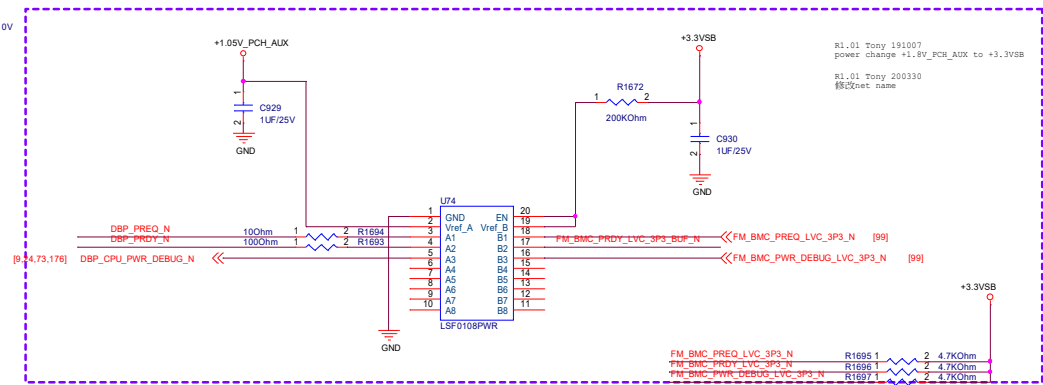 0V
+1.05V_PCH_AUX
+3.3VSB
R1.01 Tony 191007
power change +1.8V_PCH_AUX to +3.3VSB
R1.01 Tony 200330
修改net name
R1672
1 2
200KOhm
1
C929
1UF/25V
2
GND
1
C930
1UF/25V
2
GND
U74
1 GND EN 20
2 Vref_A Vref_B 19
3 A1 B1 18
4 A2 B2 17
5 A3 B3 16
6 A4 B4 15
7 A5 B5 14
8 A6 B6 13
9 A7 B7 12
10 A8 B8 11
LSF0108PWR
DBP_PREQ_N 10Ohm 1 2 R1694
DBP_PRDY_N 100Ohm 1 2 R1693
[9,24,73,176] DBP_CPU_PWR_DEBUG_N
FM_BMC_PREQ_LVC_3P3_N [99]
FM_BMC_PRDY_LVC_3P3_BUF_N
FM_BMC_PWR_DEBUG_LVC_3P3_N [99]
GND
+3.3VSB
FM_BMC_PREQ_LVC_3P3_N R1695 1 2 4.7KOhm
FM_BMC_PRDY_LVC_3P3_N R1696 1 2 4.7KOhm
FM_BMC_PWR_DEBUG_LVC_3P3_N R1697 1 2 4.7KOhm